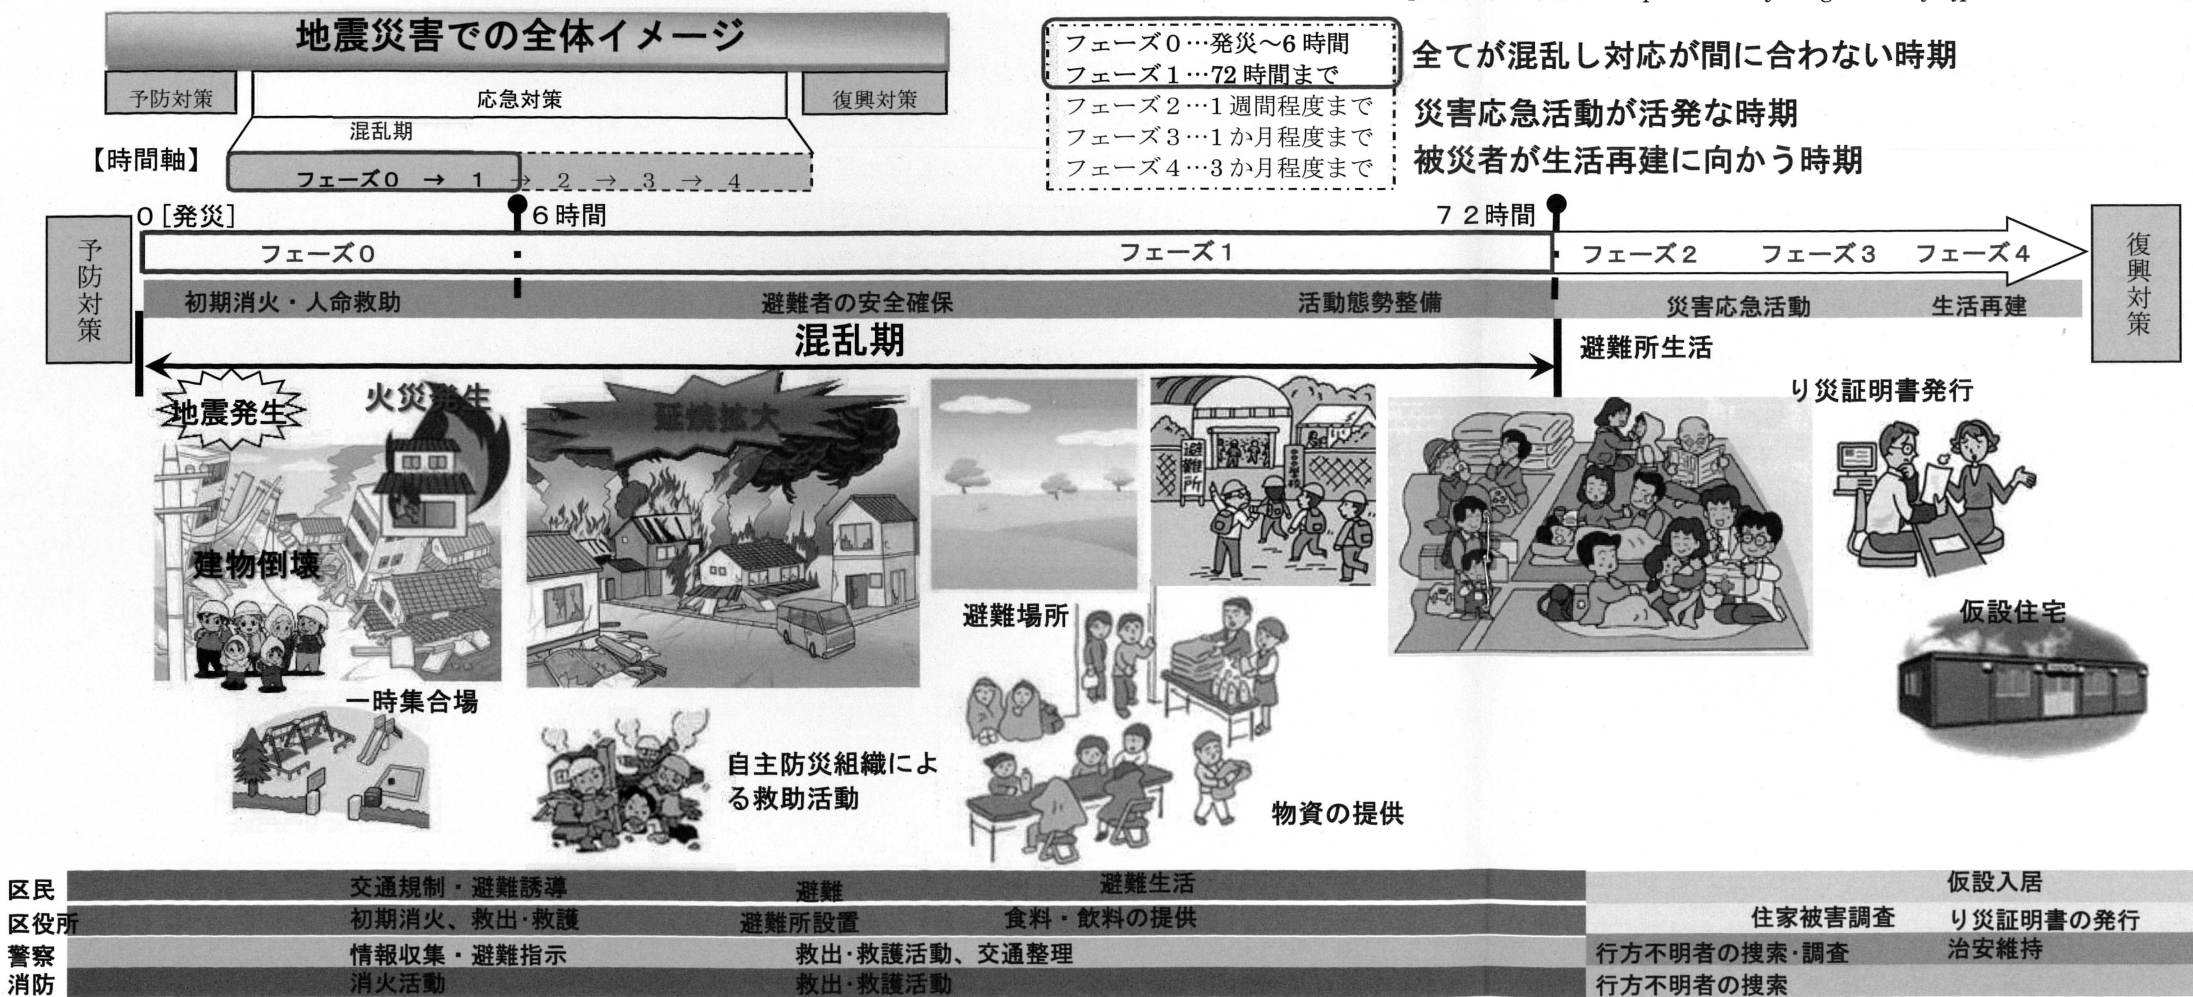 地震災害での全体イメージ
予防対策
応急対策
復興対策
混乱期
【時間軸】
フェーズ0 → 1 → 2 → 3 → 4
フェーズ0…発災～6時間
フェーズ1…72時間まで
フェーズ2…1週間程度まで
フェーズ3…1か月程度まで
フェーズ4…3か月程度まで
全てが混乱し対応が間に合わない時期
災害応急活動が活発な時期
被災者が生活再建に向かう時期
0[発災]
6時間
72時間
予防対策
フェーズ0
フェーズ1
フェーズ2
フェーズ3
フェーズ4
復興対策
初期消火・人命救助
避難者の安全確保
活動態勢整備
災害応急活動
生活再建
混乱期
避難所生活
り災証明書発行
地震発生
火災発生
延焼拡大
避難所
建物倒壊
避難場所
仮設住宅
一時集合場
自主防災組織によ
る救助活動
物資の提供
区民 交通規制・避難誘導 避難 避難生活 仮設入居
区役所 初期消火、救出・救護 避難所設置 食料・飲料の提供 住家被害調査 り災証明書の発行
警察 情報収集・避難指示 救出・救護活動、交通整理 行方不明者の捜索・調査 治安維持
消防 消火活動 救出・救護活動 行方不明者の捜索